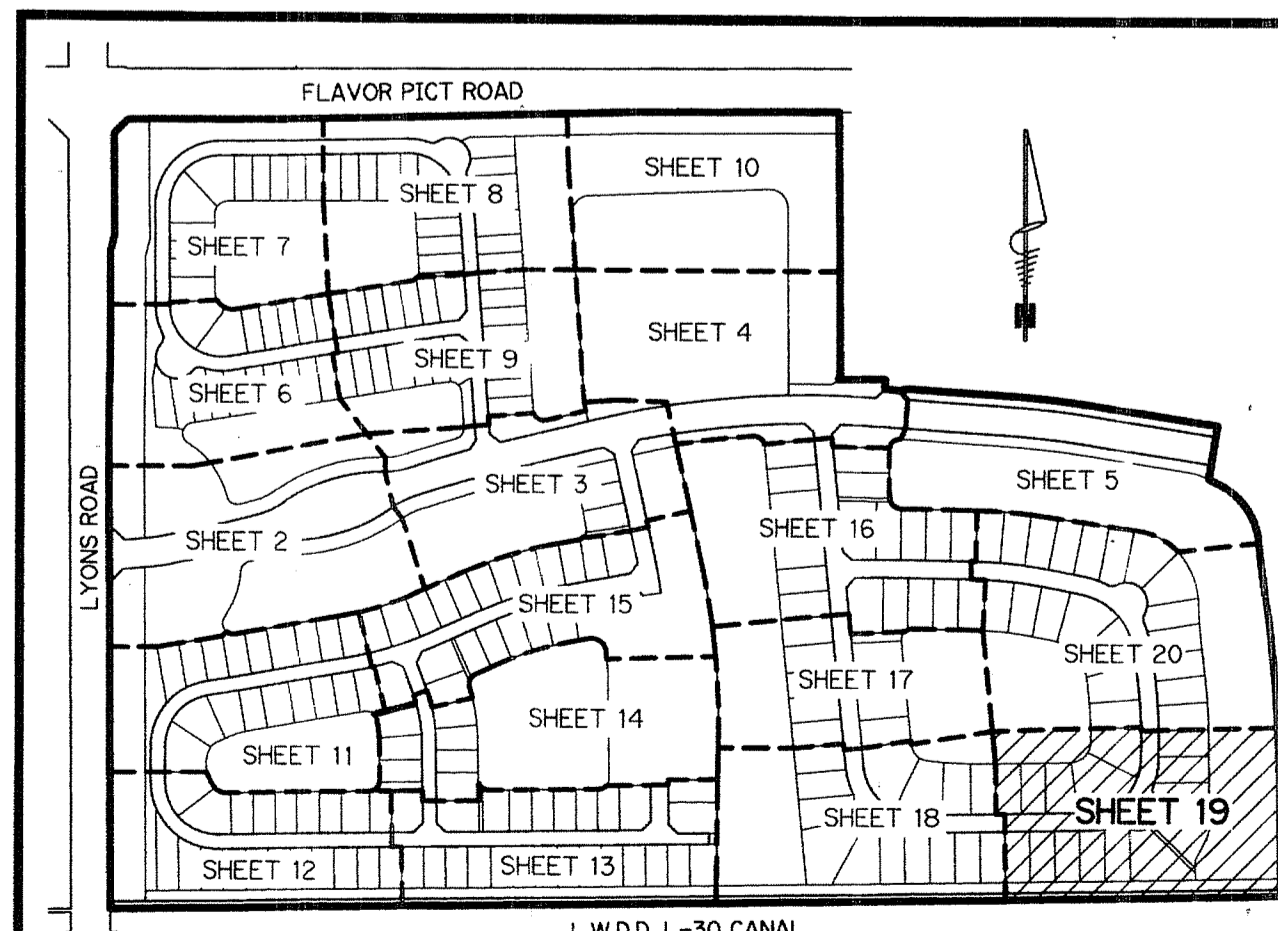 FLAVOR PICT ROAD
SHEET 10
SHEET 8
SHEET 7
SHEET 4
SHEET 9
SHEET 6
SHEET 5
SHEET 3
SHEET 16
SHEET 2
LYONS ROAD
SHEET 15
SHEET 20
SHEET 17
SHEET 14
SHEET 11
SHEET 19
SHEET 18
SHEET 13
SHEET 12
L.W.D.D. L-30 CANAL